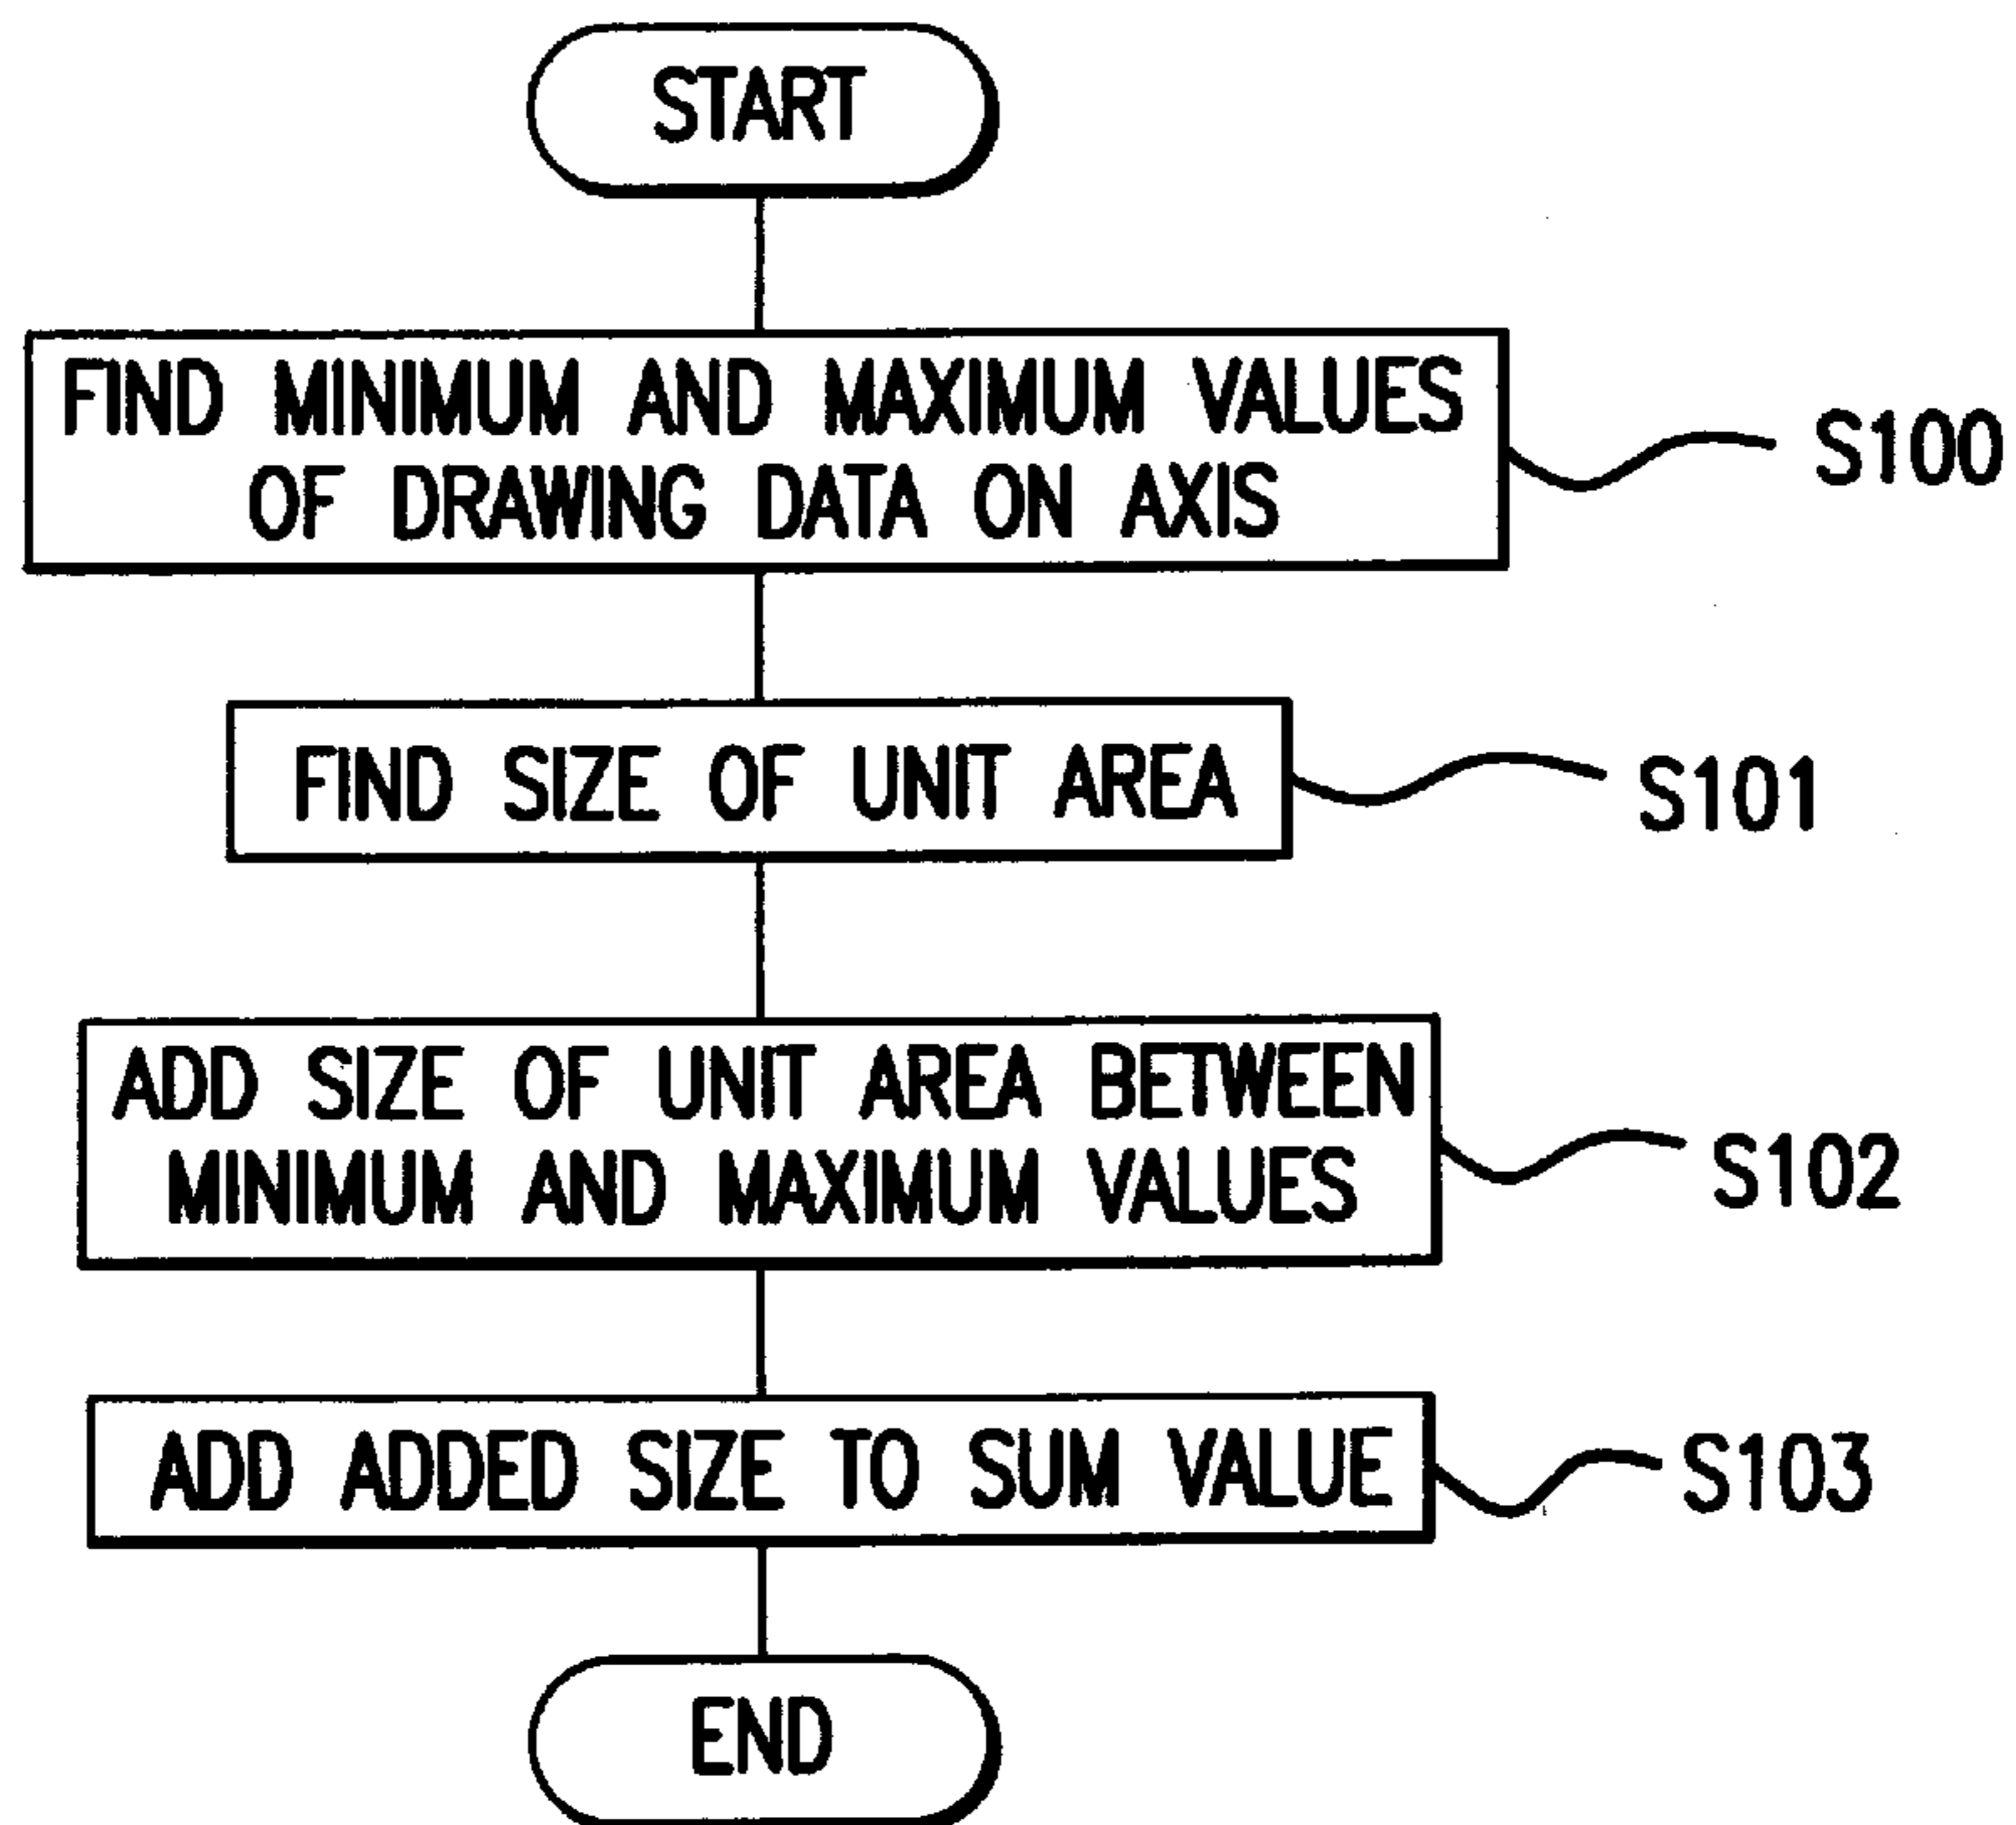 START
FIND MINIMUM AND MAXIMUM VALUES
OF DRAWING DATA ON AXIS
S100
FIND SIZE OF UNIT AREA
S101
ADD SIZE OF UNIT AREA BETWEEN
MINIMUM AND MAXIMUM VALUES
S102
ADD ADDED SIZE TO SUM VALUE
S103
END